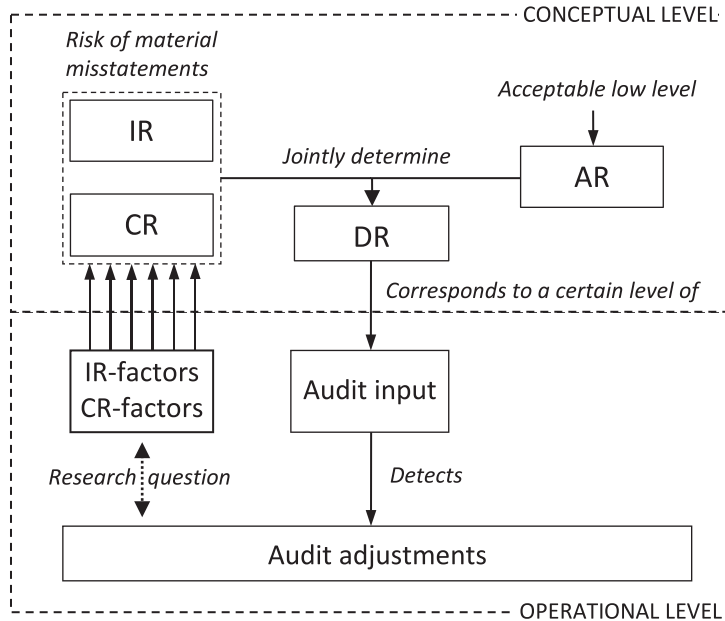 CONCEPTUAL LEVEL
Risk of material
misstatements
Acceptable low level
IR
Jointly determine
AR
CR
DR
Corresponds to a certain level of
IR-factors
CR-factors
Audit input
Research question
Detects
Audit adjustments
OPERATIONAL LEVEL